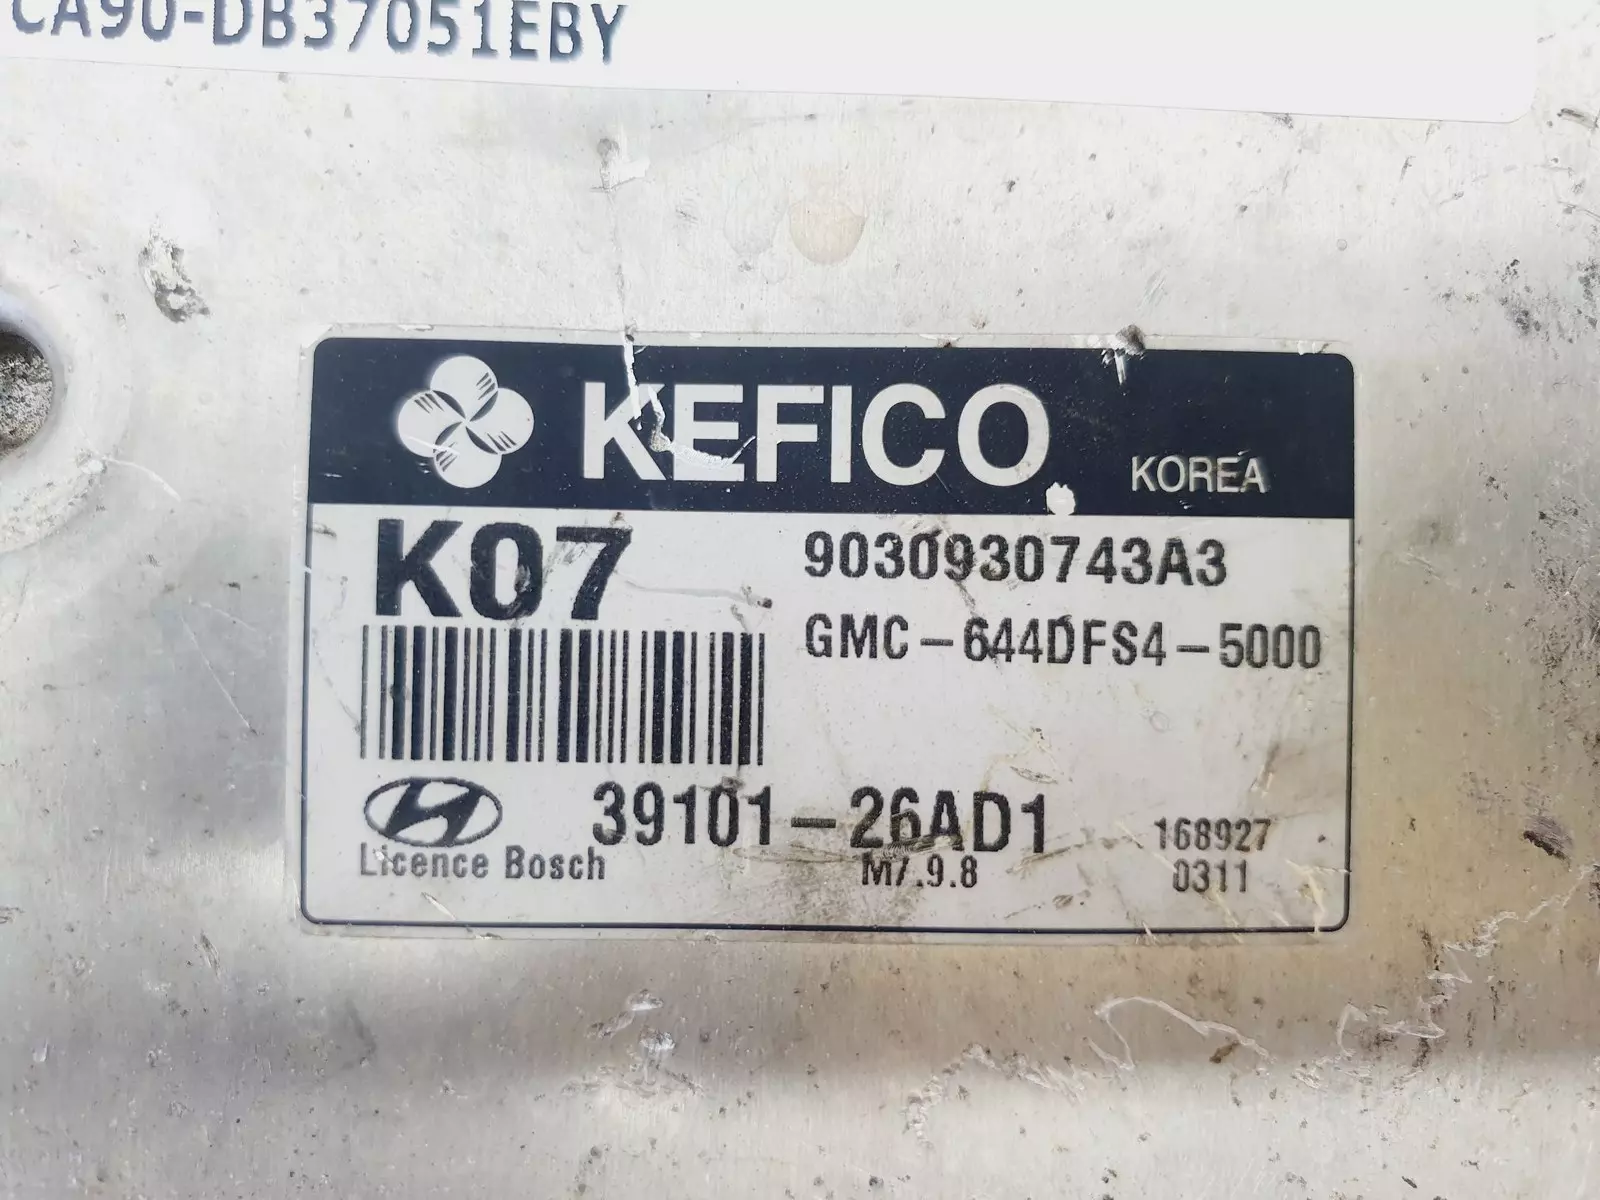 CA90-DB37051EBY
KEFICO
KOREA
K07
9030930743A3
GMC-644DFS4-5000
39101-26AD1
168927
Licence Bosch
M7.9.8
0311